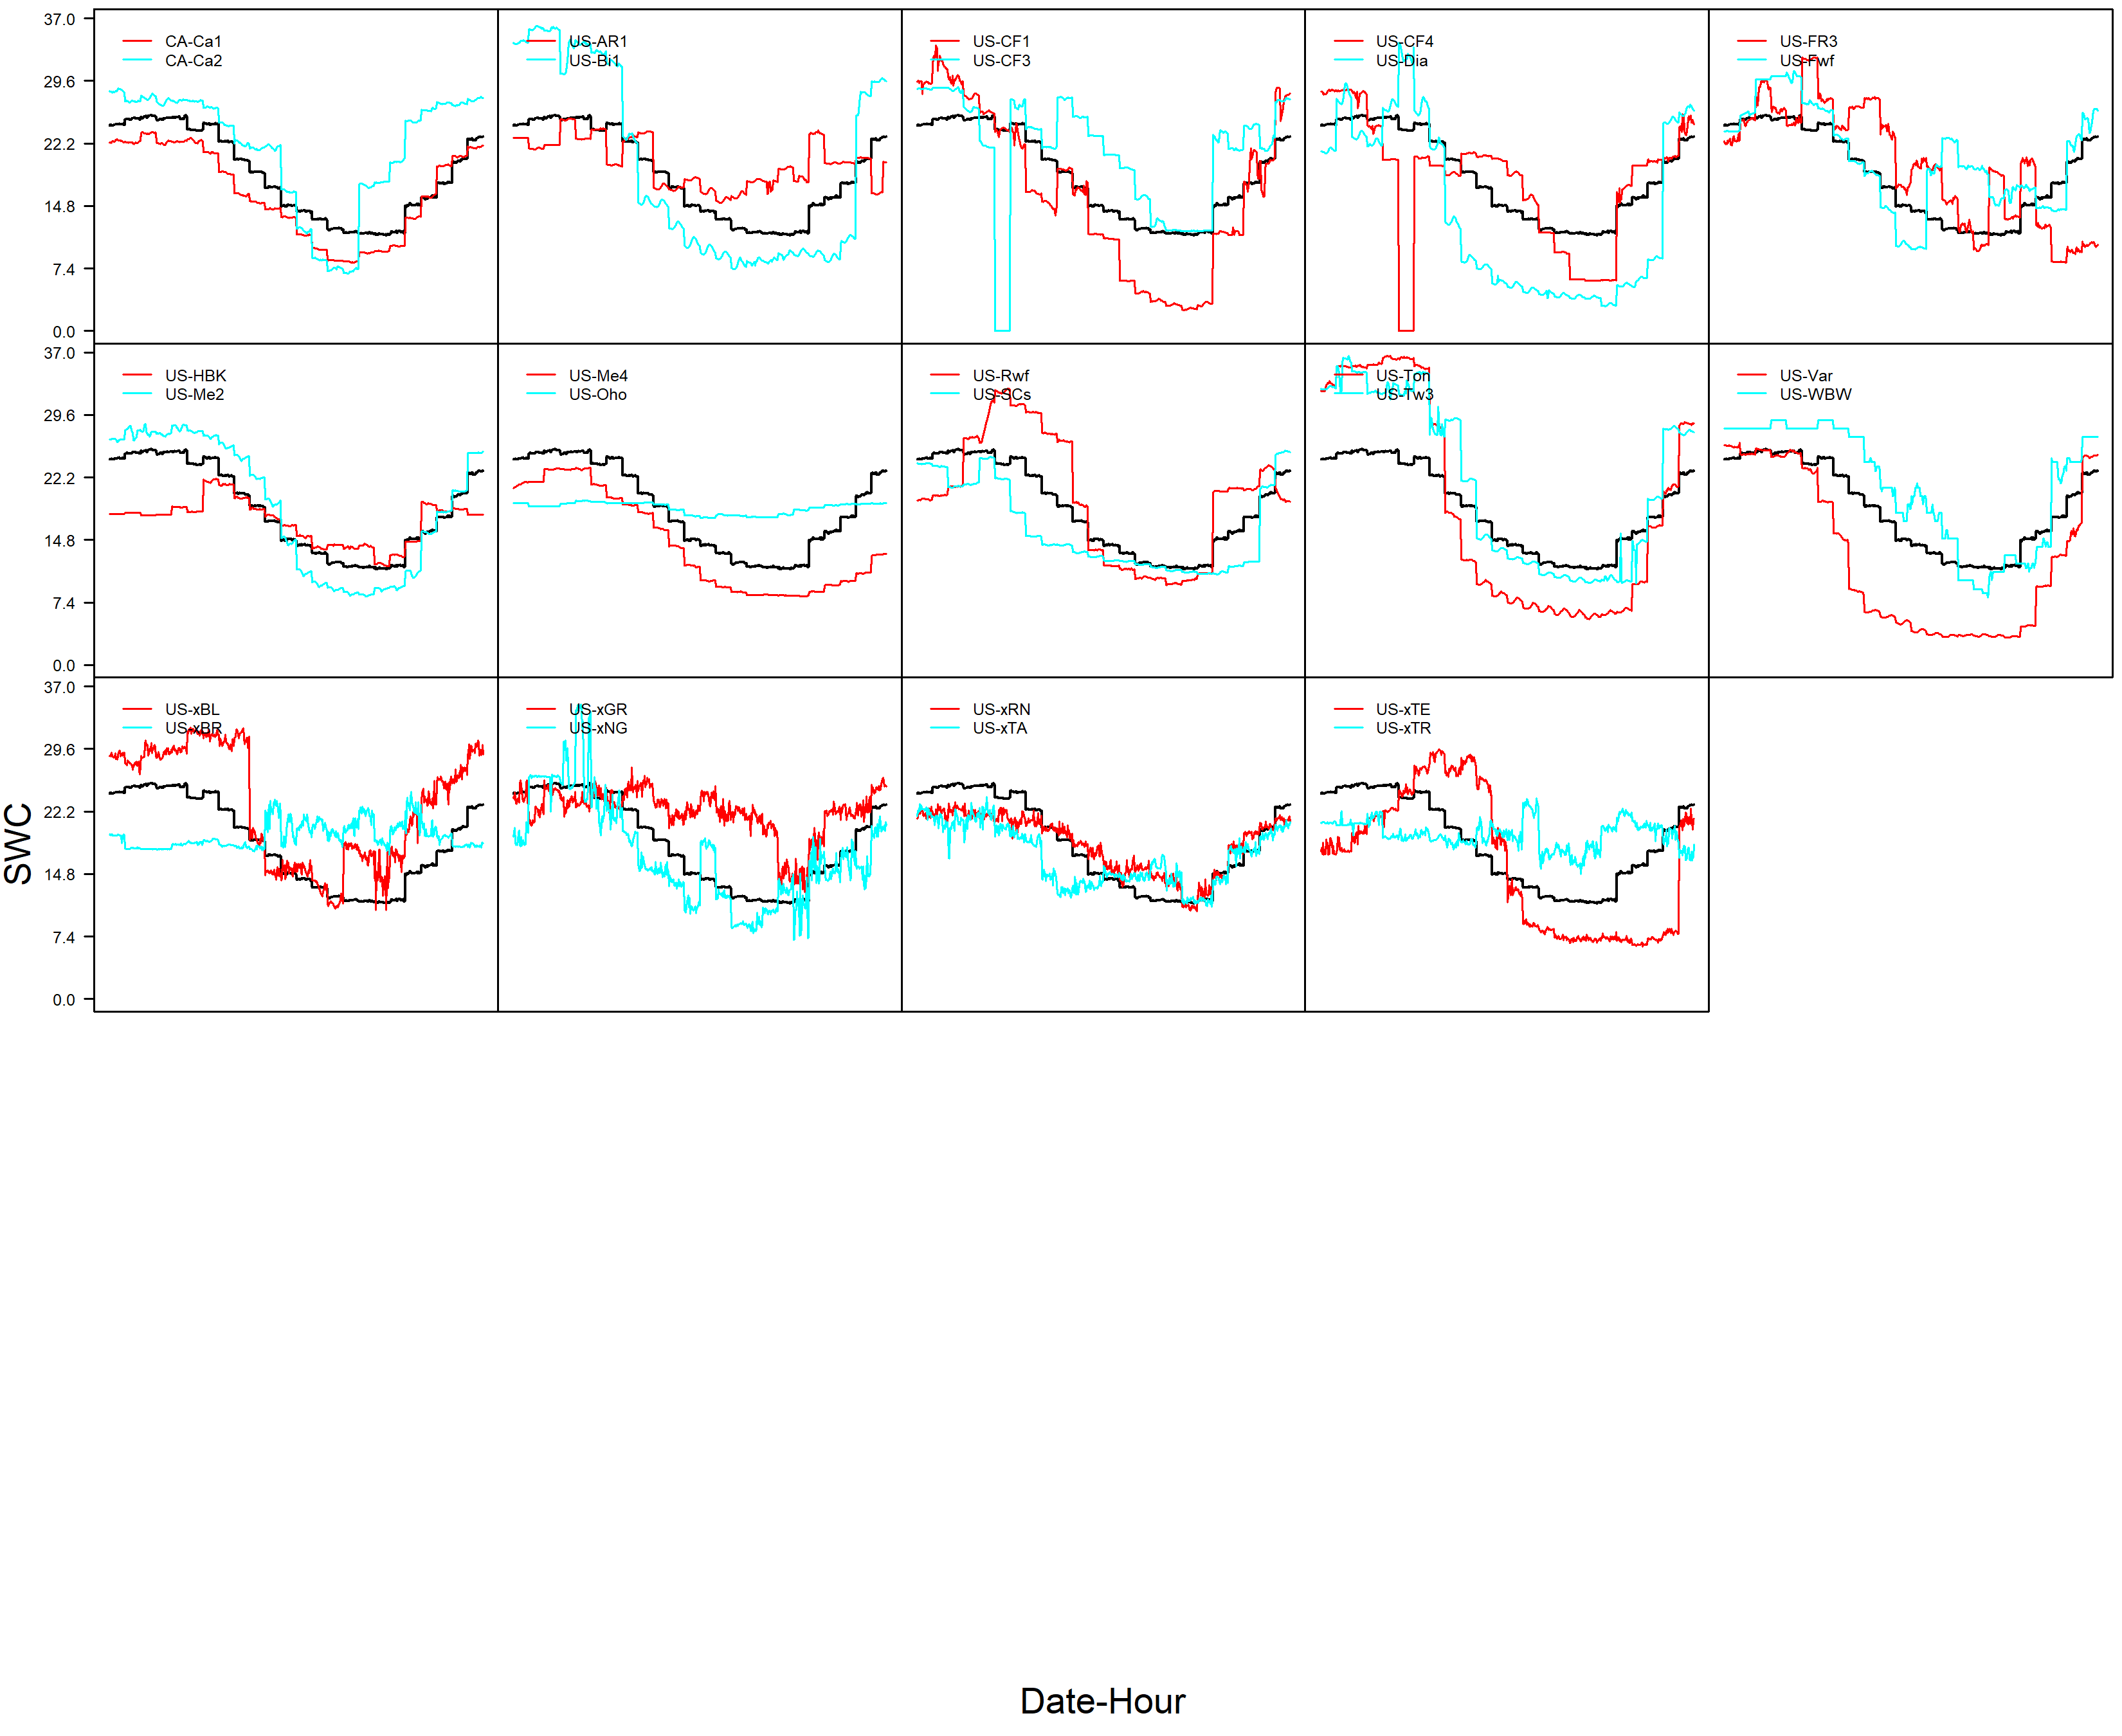 37.0
29.6
22.2
14.8
7.4
0.0
CA-Ca1
CA-Ca2
US-AR1
US-Bi1
US-CF1
US-CF3
US-CF4
US-Dia
US-FR3
US-Fwf
37.0
29.6
22.2
14.8
7.4
0.0
US-HBK
US-Me2
US-Me4
US-Oho
US-Rwf
US-SCs
US-Ton
US-Tw3
US-Var
US-WBW
37.0
29.6
22.2
14.8
7.4
0.0
US-xBL
US-xBR
US-xGR
US-xNG
US-xRN
US-xTA
US-xTE
US-xTR
SWC
Date-Hour